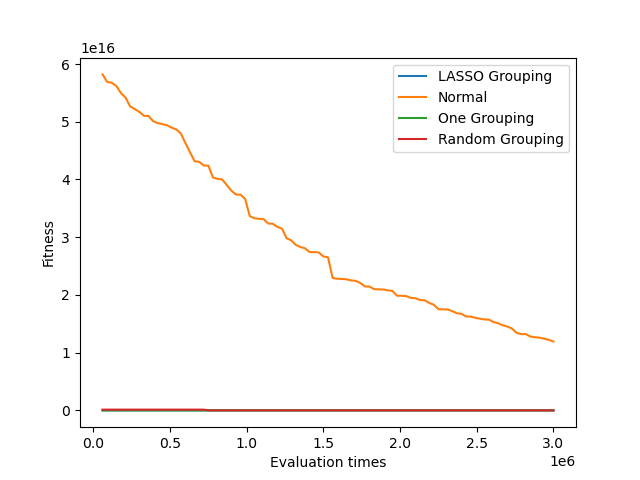 1e16
6
5
4
3
2
1
0
Fitness
LASSO Grouping
Normal
One Grouping
Random Grouping
0.0 0.5 1.0 1.5 2.0 2.5 3.0
1e6
Evaluation times